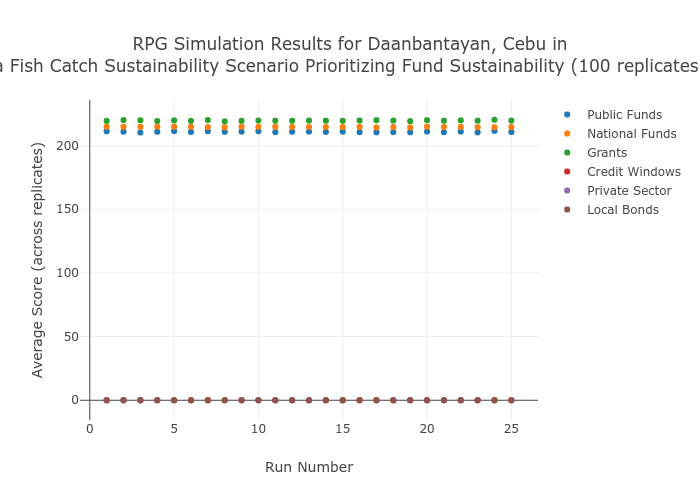 RPG Simulation Results for Daanbantayan, Cebu in
a Fish Catch Sustainability Scenario Prioritizing Fund Sustainability (100 replicates
Average Score (across replicates)
200
150
100
50
0
0
5
10
15
20
25
Run Number
Public Funds
National Funds
Grants
Credit Windows
Private Sector
Local Bonds